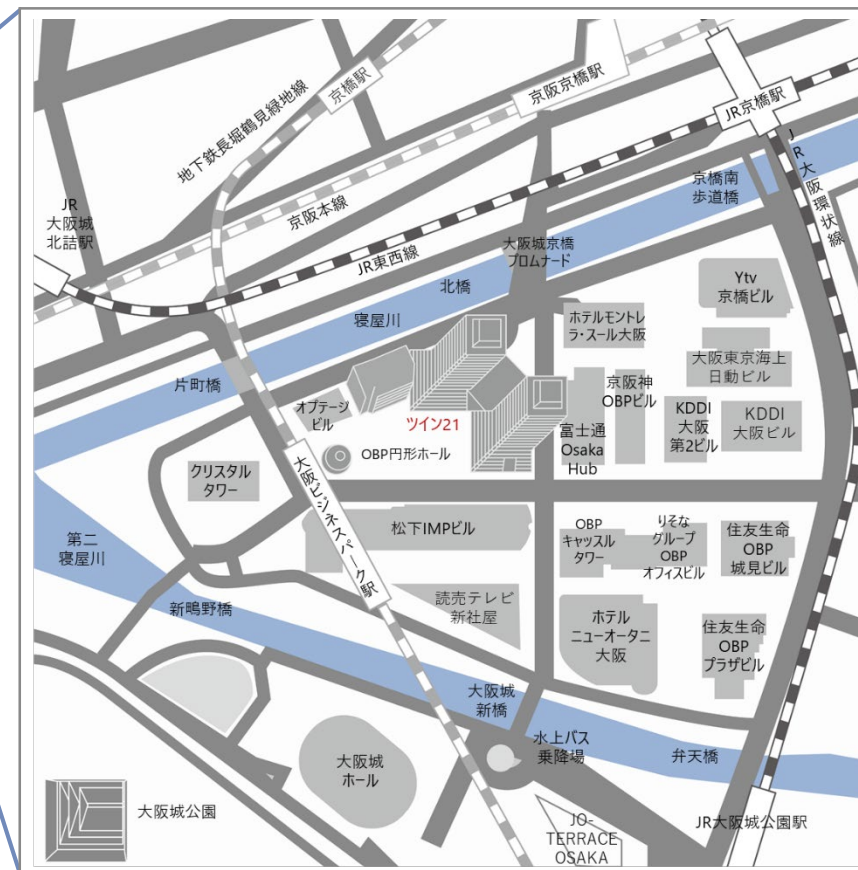 地下鉄長堀鶴見緑地線
京橋駅
京阪京橋駅
JR京橋駅
JR大阪環状線
JR
大阪城
北詰駅
京阪本線
JR東西線
京橋南
歩道橋
大阪城京橋
プロムナード
北橋
寝屋川
片町橋
Ytv
京橋ビル
ホテルモントレ
ラ・スール大阪
大阪東京海上
日動ビル
京阪神
OBPビル
オプテージ
ビル
ツイン21
KDDI
大阪
第2ビル
KDDI
大阪ビル
富士通
Osaka
Hub
OBP円形ホール
クリスタル
タワー
大阪ビジネスパーク駅
松下IMPビル
OBP
キャッスル
タワー
りそな
グループ
OBP
オフィスビル
住友生命
OBP
城見ビル
第二
寝屋川
新鴫野橋
読売テレビ
新社屋
ホテル
ニューオータニ
大阪
住友生命
OBP
プラザビル
大阪城
新橋
水上バス
乗降場
弁天橋
大阪城
ホール
大阪城公園
JO-
TERRACE
OSAKA
JR大阪城公園駅